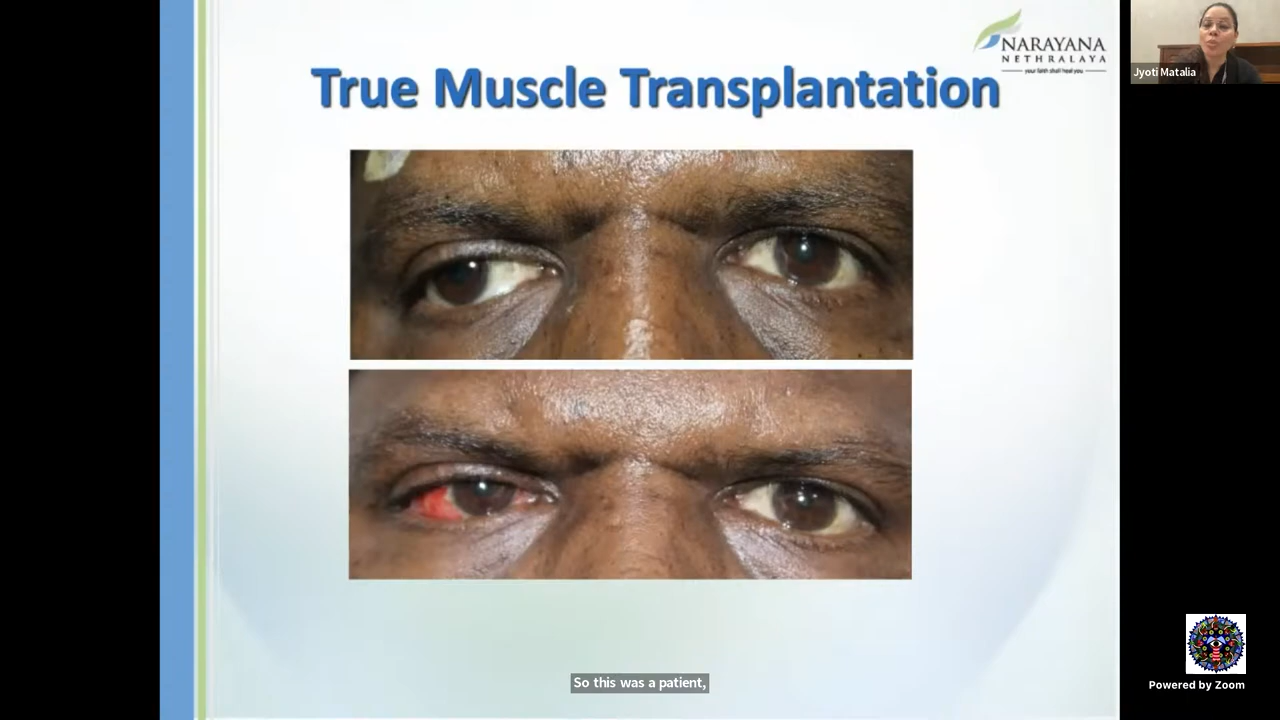 NARAYANA
NETHRALAYA
your faith shall heal you
True Muscle Transplantation
Jyoti Matalia
So this was a patient,
Powered by Zoom